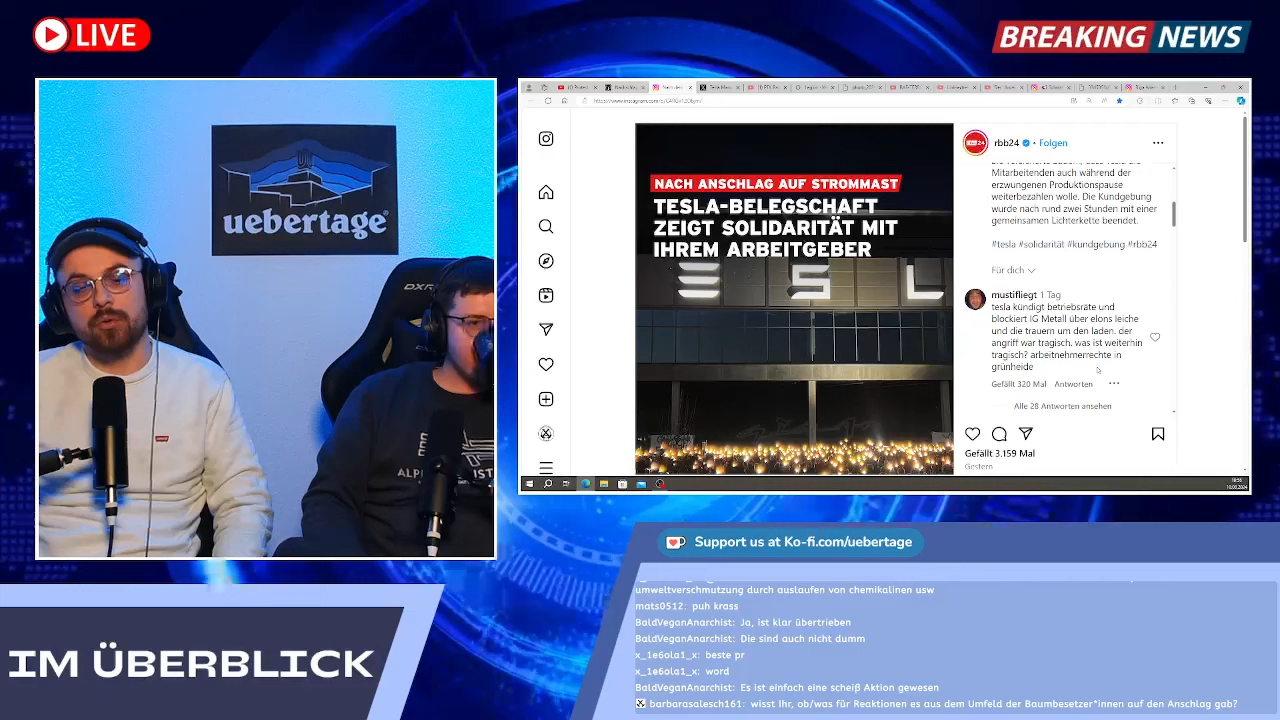 LIVE
BREAKING NEWS
uebertage
DXR
ALP
rbb24 • Folgen
Mitarbeitenden auch während der
erzwungenen Produktionspause
weiterbezahlen wolle. Die Kundgebung
wurde nach rund zwei Stunden mit einer
gemeinsamen Lichterkette beendet.
#tesla #solidarität #kundgebung #rbb24
Für dich
mustifliegt 1 Tag
tesla kündigt betriebsräte und
blockiert IG Metall über elons leiche
und die trauern um den laden. der
angriff war tragisch. was ist weiterhin
tragisch? arbeitnehmerrechte in
grünheide
Gefällt 320 Mal Antworten
Alle 28 Antworten ansehen
Gefällt 3.159 Mal
Gestern
NACH ANSCHLAG AUF STROMMAST
TESLA-BELEGSCHAFT
ZEIGT SOLIDARITÄT MIT
IHREM ARBEITGEBER
ESL
Support us at Ko-fi.com/uebertage
umweltverschmutzung durch auslaufen von chemikalinen usw
mats0512: puh krass
BaldVeganAnarchist: Ja, ist klar übertrieben
BaldVeganAnarchist: Die sind auch nicht dumm
x_1e6ola1_x: beste pr
x_1e6ola1_x: word
BaldVeganAnarchist: Es ist einfach eine scheiß Aktion gewesen
barbarasalesch161: wisst ihr, ob/was für Reaktionen es aus dem Umfeld der Baumbesetzer*innen auf den Anschlag gab?
IM ÜBERBLICK